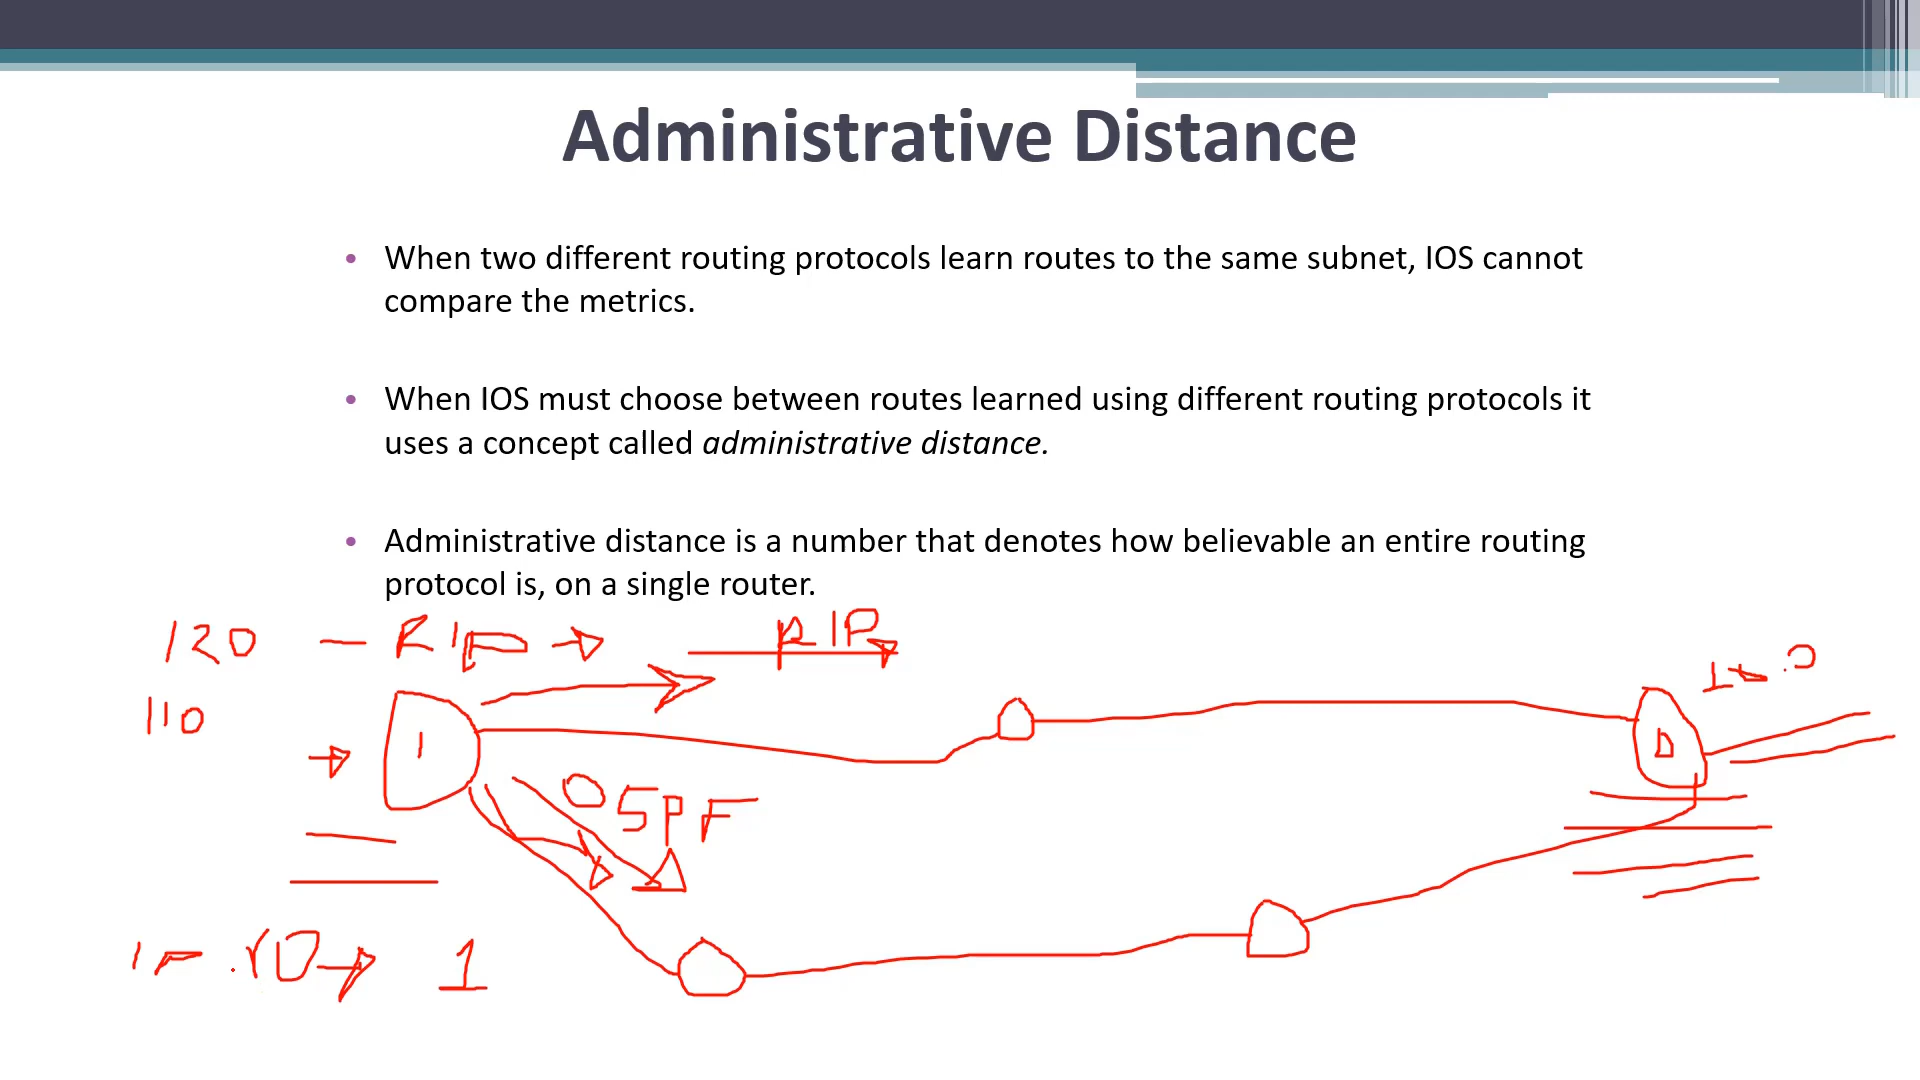 Administrative Distance
• When two different routing protocols learn routes to the same subnet, IOS cannot
compare the metrics.
• When IOS must choose between routes learned using different routing protocols it
uses a concept called administrative distance.
• Administrative distance is a number that denotes how believable an entire routing
protocol is, on a single router.
120 — RIP → RIP
110
1
D
OSPF
1